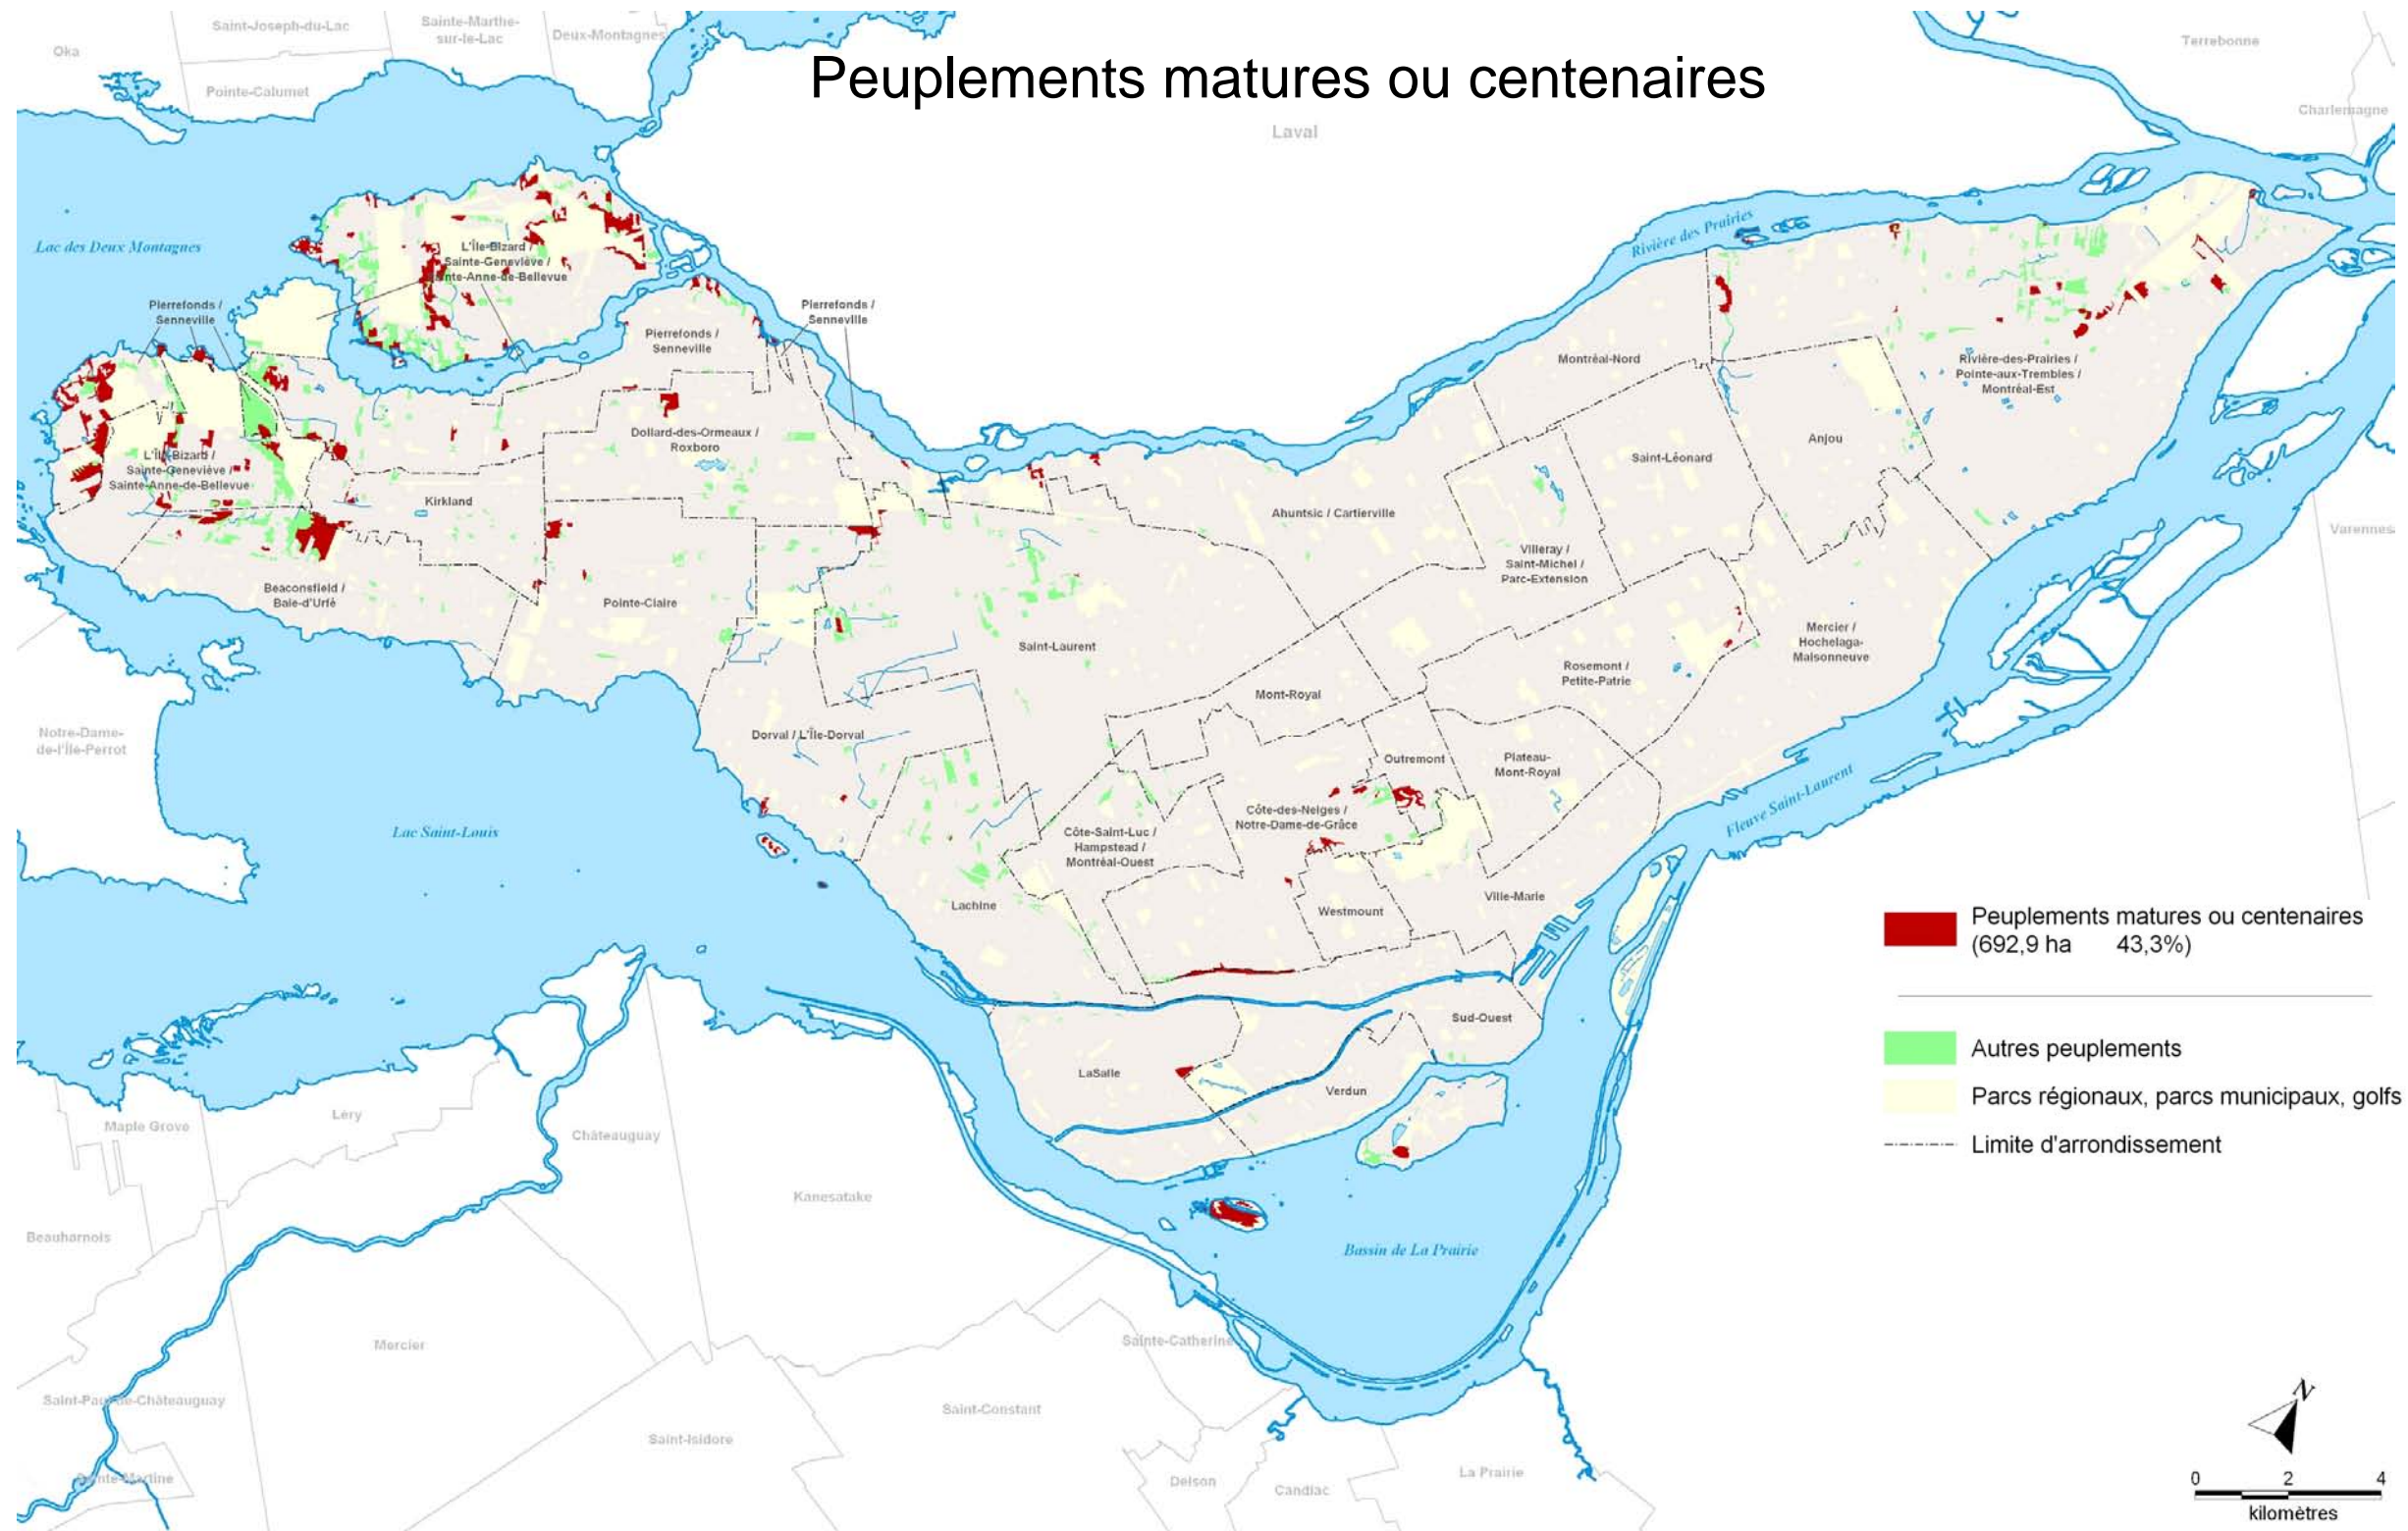 Peuplements matures ou centenaires
Oka
Saint-Joseph-du-Lac
Sainte-Marthe-
sur-le-Lac
Deux-Montagnes
Pointe-Calumet
Laval
Terrebonne
Charlemagne
Varennes
Lac des Deux Montagnes
Rivière des Prairies
L'Île-Bizard /
Sainte-Geneviève /
Sainte-Anne-de-Bellevue
Pierrefonds /
Senneville
Pierrefonds /
Senneville
Pierrefonds /
Senneville
L'Île-Bizard /
Sainte-Geneviève /
Sainte-Anne-de-Bellevue
Kirkland
Dollard-des-Ormeaux /
Roxboro
Beaconsfield /
Baie-d'Urfé
Pointe-Claire
Saint-Laurent
Ahuntsic / Cartierville
Montréal-Nord
Saint-Léonard
Anjou
Rivière-des-Prairies /
Pointe-aux-Trembles /
Montréal-Est
Villeray /
Saint-Michel /
Parc-Extension
Rosemont /
Petite-Patrie
Mercier /
Hochelaga-
Maisonneuve
Mont-Royal
Outremont
Plateau-
Mont-Royal
Dorval / L'Île-Dorval
Côte-des-Neiges /
Notre-Dame-de-Grâce
Côte-Saint-Luc /
Hampstead /
Montréal-Ouest
Lachine
Westmount
Ville-Marie
Sud-Ouest
LaSalle
Verdun
Notre-Dame-
de-l'Île-Perrot
Lac Saint-Louis
Fleuve Saint-Laurent
Bassin de La Prairie
Maple Grove
Léry
Châteauguay
Kanesatake
Beauharnois
Mercier
Saint-Paul-de-Châteauguay
Sainte-Martine
Saint-Isidore
Saint-Constant
Sainte-Catherine
Delson
Candiac
La Prairie
Peuplements matures ou centenaires
(692,9 ha 43,3%)
Autres peuplements
Parcs régionaux, parcs municipaux, golfs
Limite d'arrondissement
N
0 2 4
kilomètres